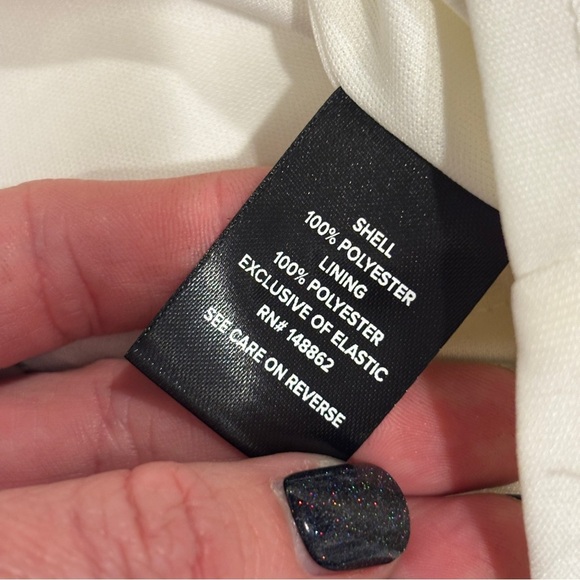 SHELL
100% POLYESTER
LINING
100% POLYESTER
EXCLUSIVE OF ELASTIC
RN# 148862
SEE CARE ON REVERSE